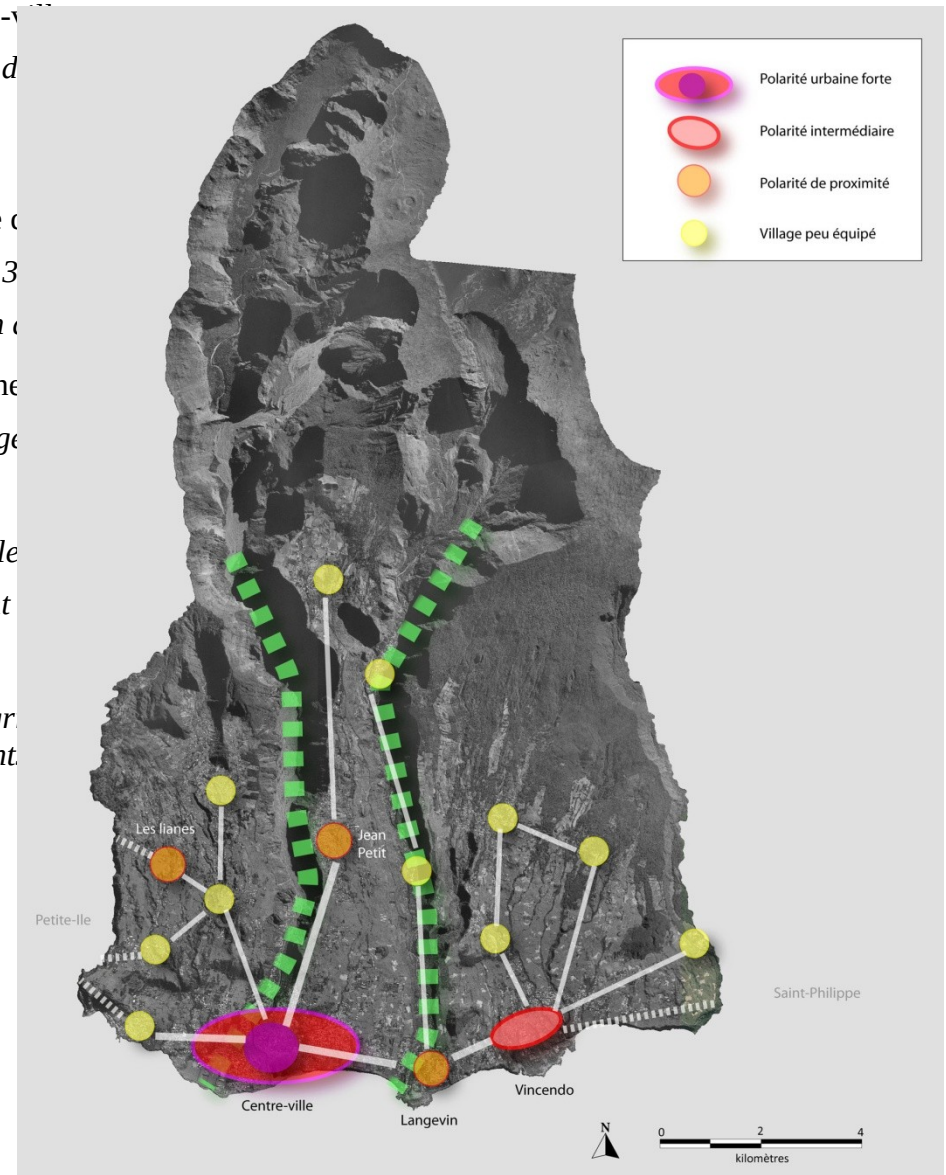 Polarité urbaine forte
Polarité intermédiaire
Polarité de proximité
Village peu équipé
Les lianes
Jean
Petit
Petite-Ile
Saint-Philippe
Centre-ville
Langevin
Vincendo
N
0 2 4
kilomètres